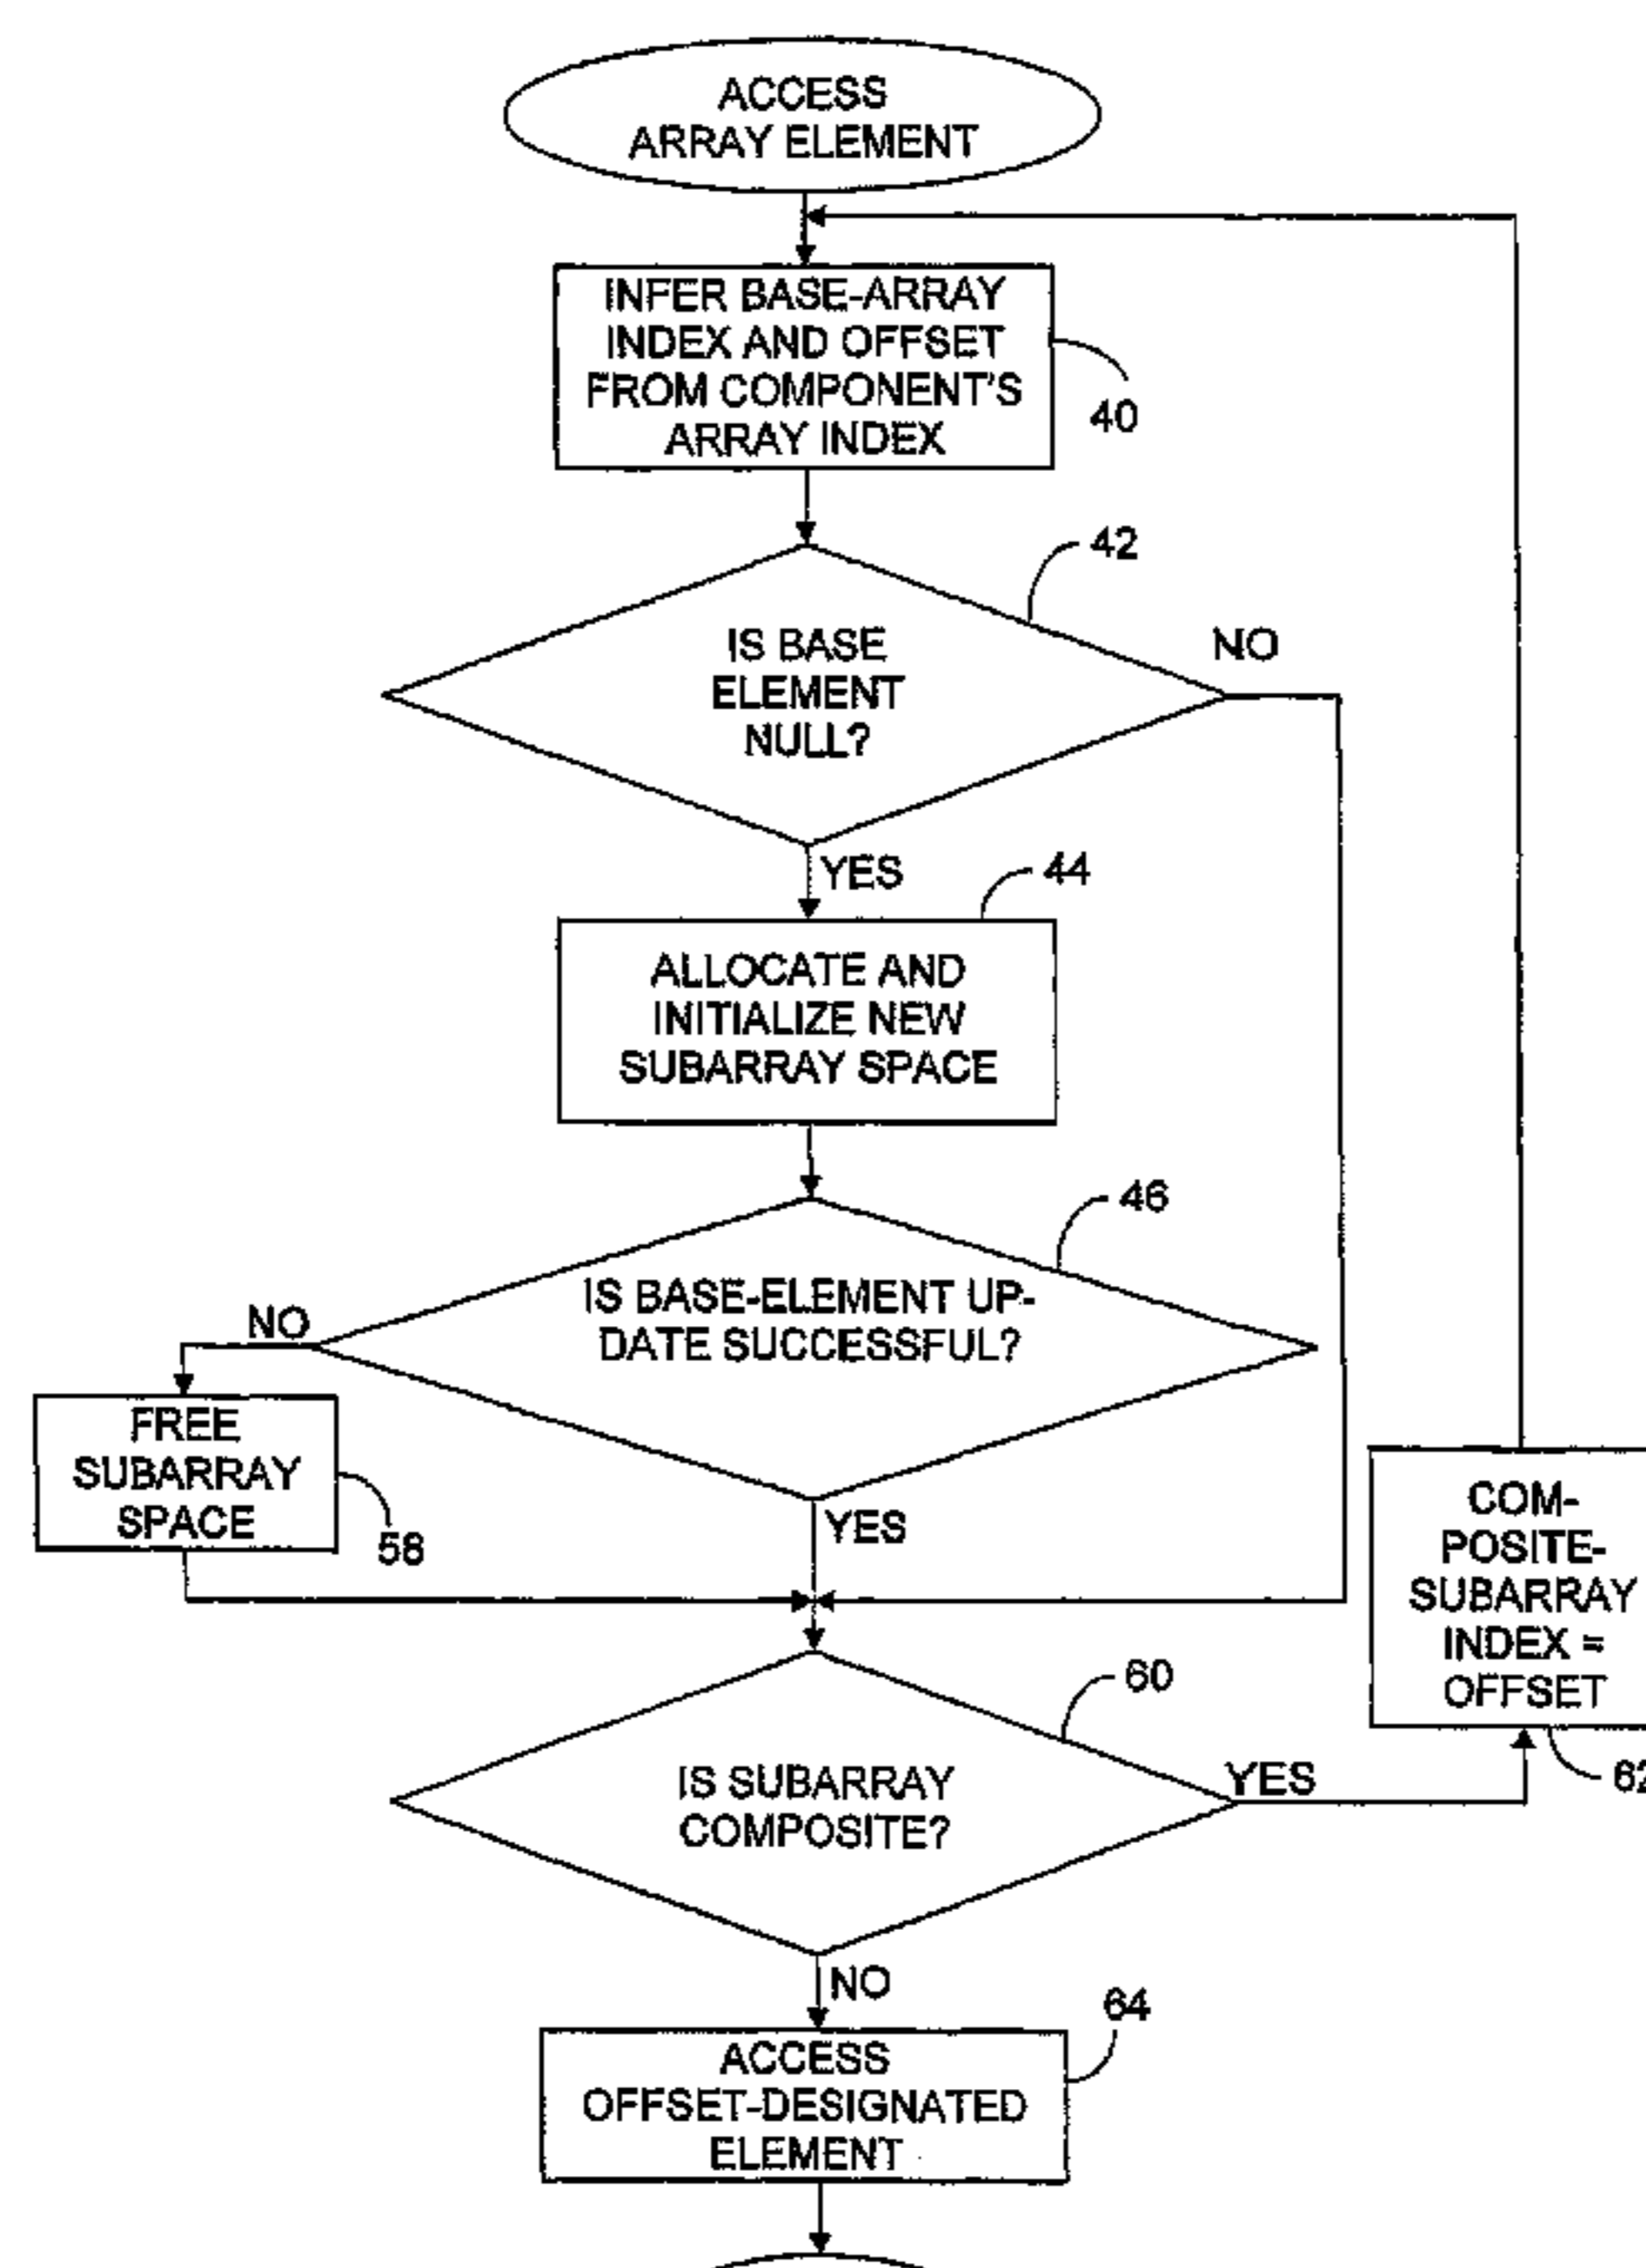 ACCESS
ARRAY ELEMENT
INFER BASE-ARRAY
INDEX AND OFFSET
FROM COMPONENT'S
ARRAY INDEX
40
42
IS BASE
ELEMENT
NULL?
NO
YES
44
ALLOCATE AND
INITIALIZE NEW
SUBARRAY SPACE
46
IS BASE-ELEMENT UP-
DATE SUCCESSFUL?
NO
FREE
SUBARRAY
SPACE
58
YES
COM-
POSITE-
SUBARRAY
INDEX =
OFFSET
62
60
IS SUBARRAY
COMPOSITE?
YES
NO
64
ACCESS
OFFSET-DESIGNATED
ELEMENT